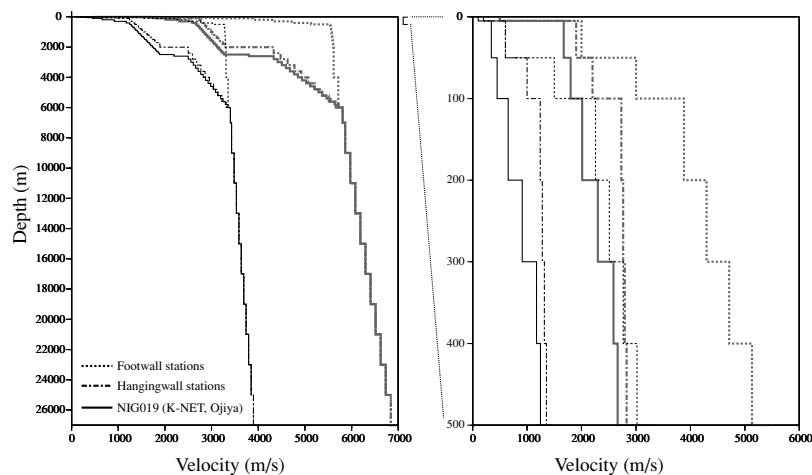 0
2000
4000
6000
8000
10000
12000
14000
16000
18000
20000
22000
24000
26000
Depth (m)
Footwall stations
Hangingwall stations
NIG019 (K-NET, Ojiya)
0 1000 2000 3000 4000 5000 6000 7000
Velocity (m/s)
0
100
200
300
400
500
0 1000 2000 3000 4000 5000 6000
Velocity (m/s)